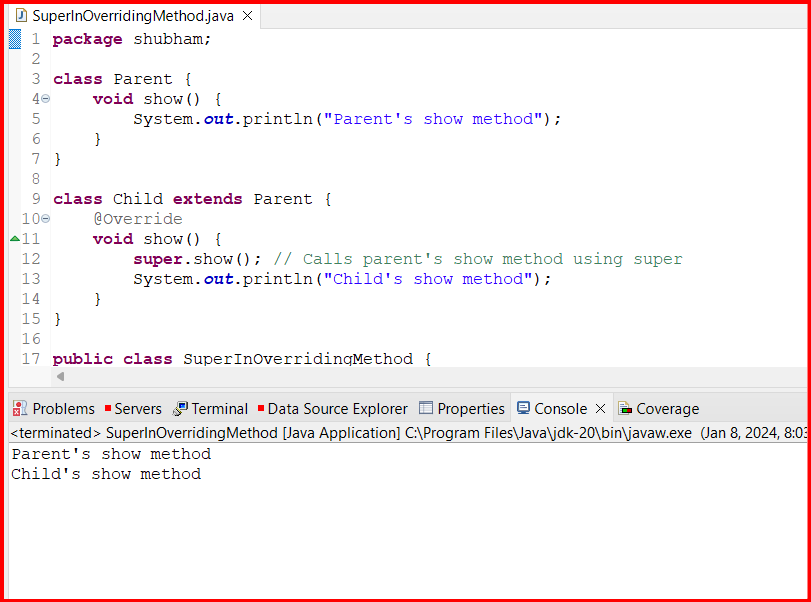 SuperInOverridingMethod.java
1 package shubham;
2
3 class Parent {
4 void show() {
5 System.out.println("Parent's show method");
6 }
7 }
8
9 class Child extends Parent {
10 @Override
11 void show() {
12 super.show(); // Calls parent's show method using super
13 System.out.println("Child's show method");
14 }
15 }
16
17 public class SuperInOverridingMethod {
Problems Servers Terminal Data Source Explorer Properties Console Coverage
<terminated> SuperInOverridingMethod [Java Application] C:\Program Files\Java\jdk-20\bin\javaw.exe (Jan 8, 2024, 8:03
Parent's show method
Child's show method